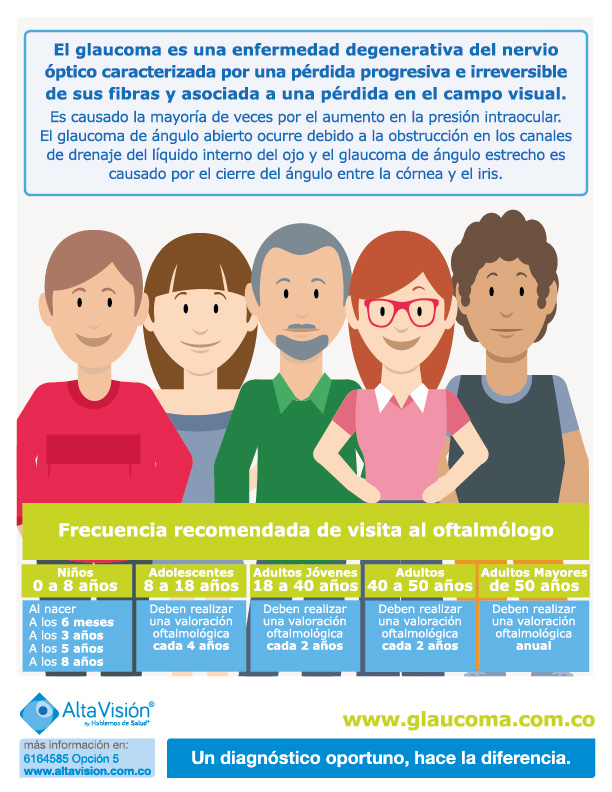 El glaucoma es una enfermedad degenerativa del nervio
óptico caracterizada por una pérdida progresiva e irreversible
de sus fibras y asociada a una pérdida en el campo visual.
Es causado la mayoría de veces por el aumento en la presión intraocular.
El glaucoma de ángulo abierto ocurre debido a la obstrucción en los canales
de drenaje del líquido interno del ojo y el glaucoma de ángulo estrecho es
causado por el cierre del ángulo entre la córnea y el iris.
Frecuencia recomendada de visita al oftalmólogo
Niños
0 a 8 años
Al nacer
A los 6 meses
A los 3 años
A los 5 años
A los 8 años
Adolescentes
8 a 18 años
Deben realizar
una valoración
oftalmológica
cada 4 años
Adultos Jóvenes
18 a 40 años
Deben realizar
una valoración
oftalmológica
cada 2 años
Adultos
40 a 50 años
Deben realizar
una valoración
oftalmológica
cada 2 años
Adultos Mayores
de 50 años
Deben realizar
una valoración
oftalmológica
anual
AltaVisión®
By Hablemos de Salud®
www.glaucoma.com.co
más información en:
6164585 Opción 5
www.altavision.com.co
Un diagnóstico oportuno, hace la diferencia.